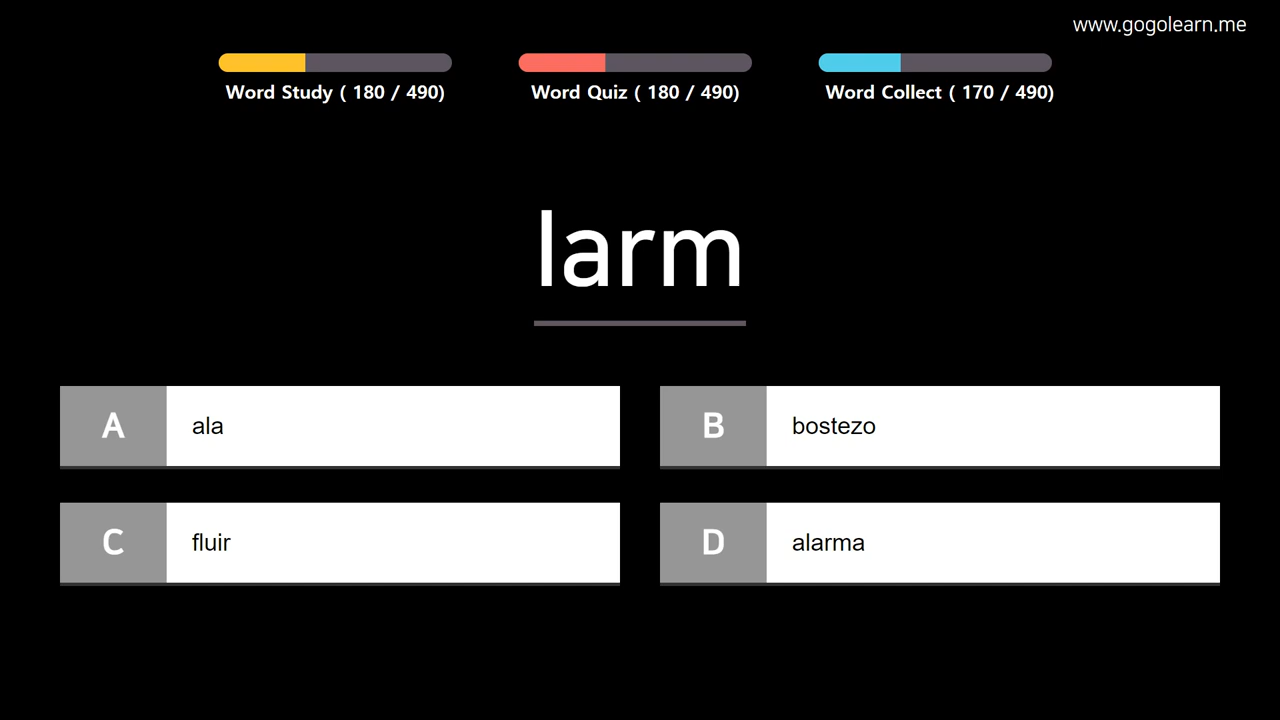 www.gogolearn.me
Word Study ( 180 / 490)
Word Quiz ( 180 / 490)
Word Collect ( 170 / 490)
larm
A ala
B bostezo
C fluir
D alarma